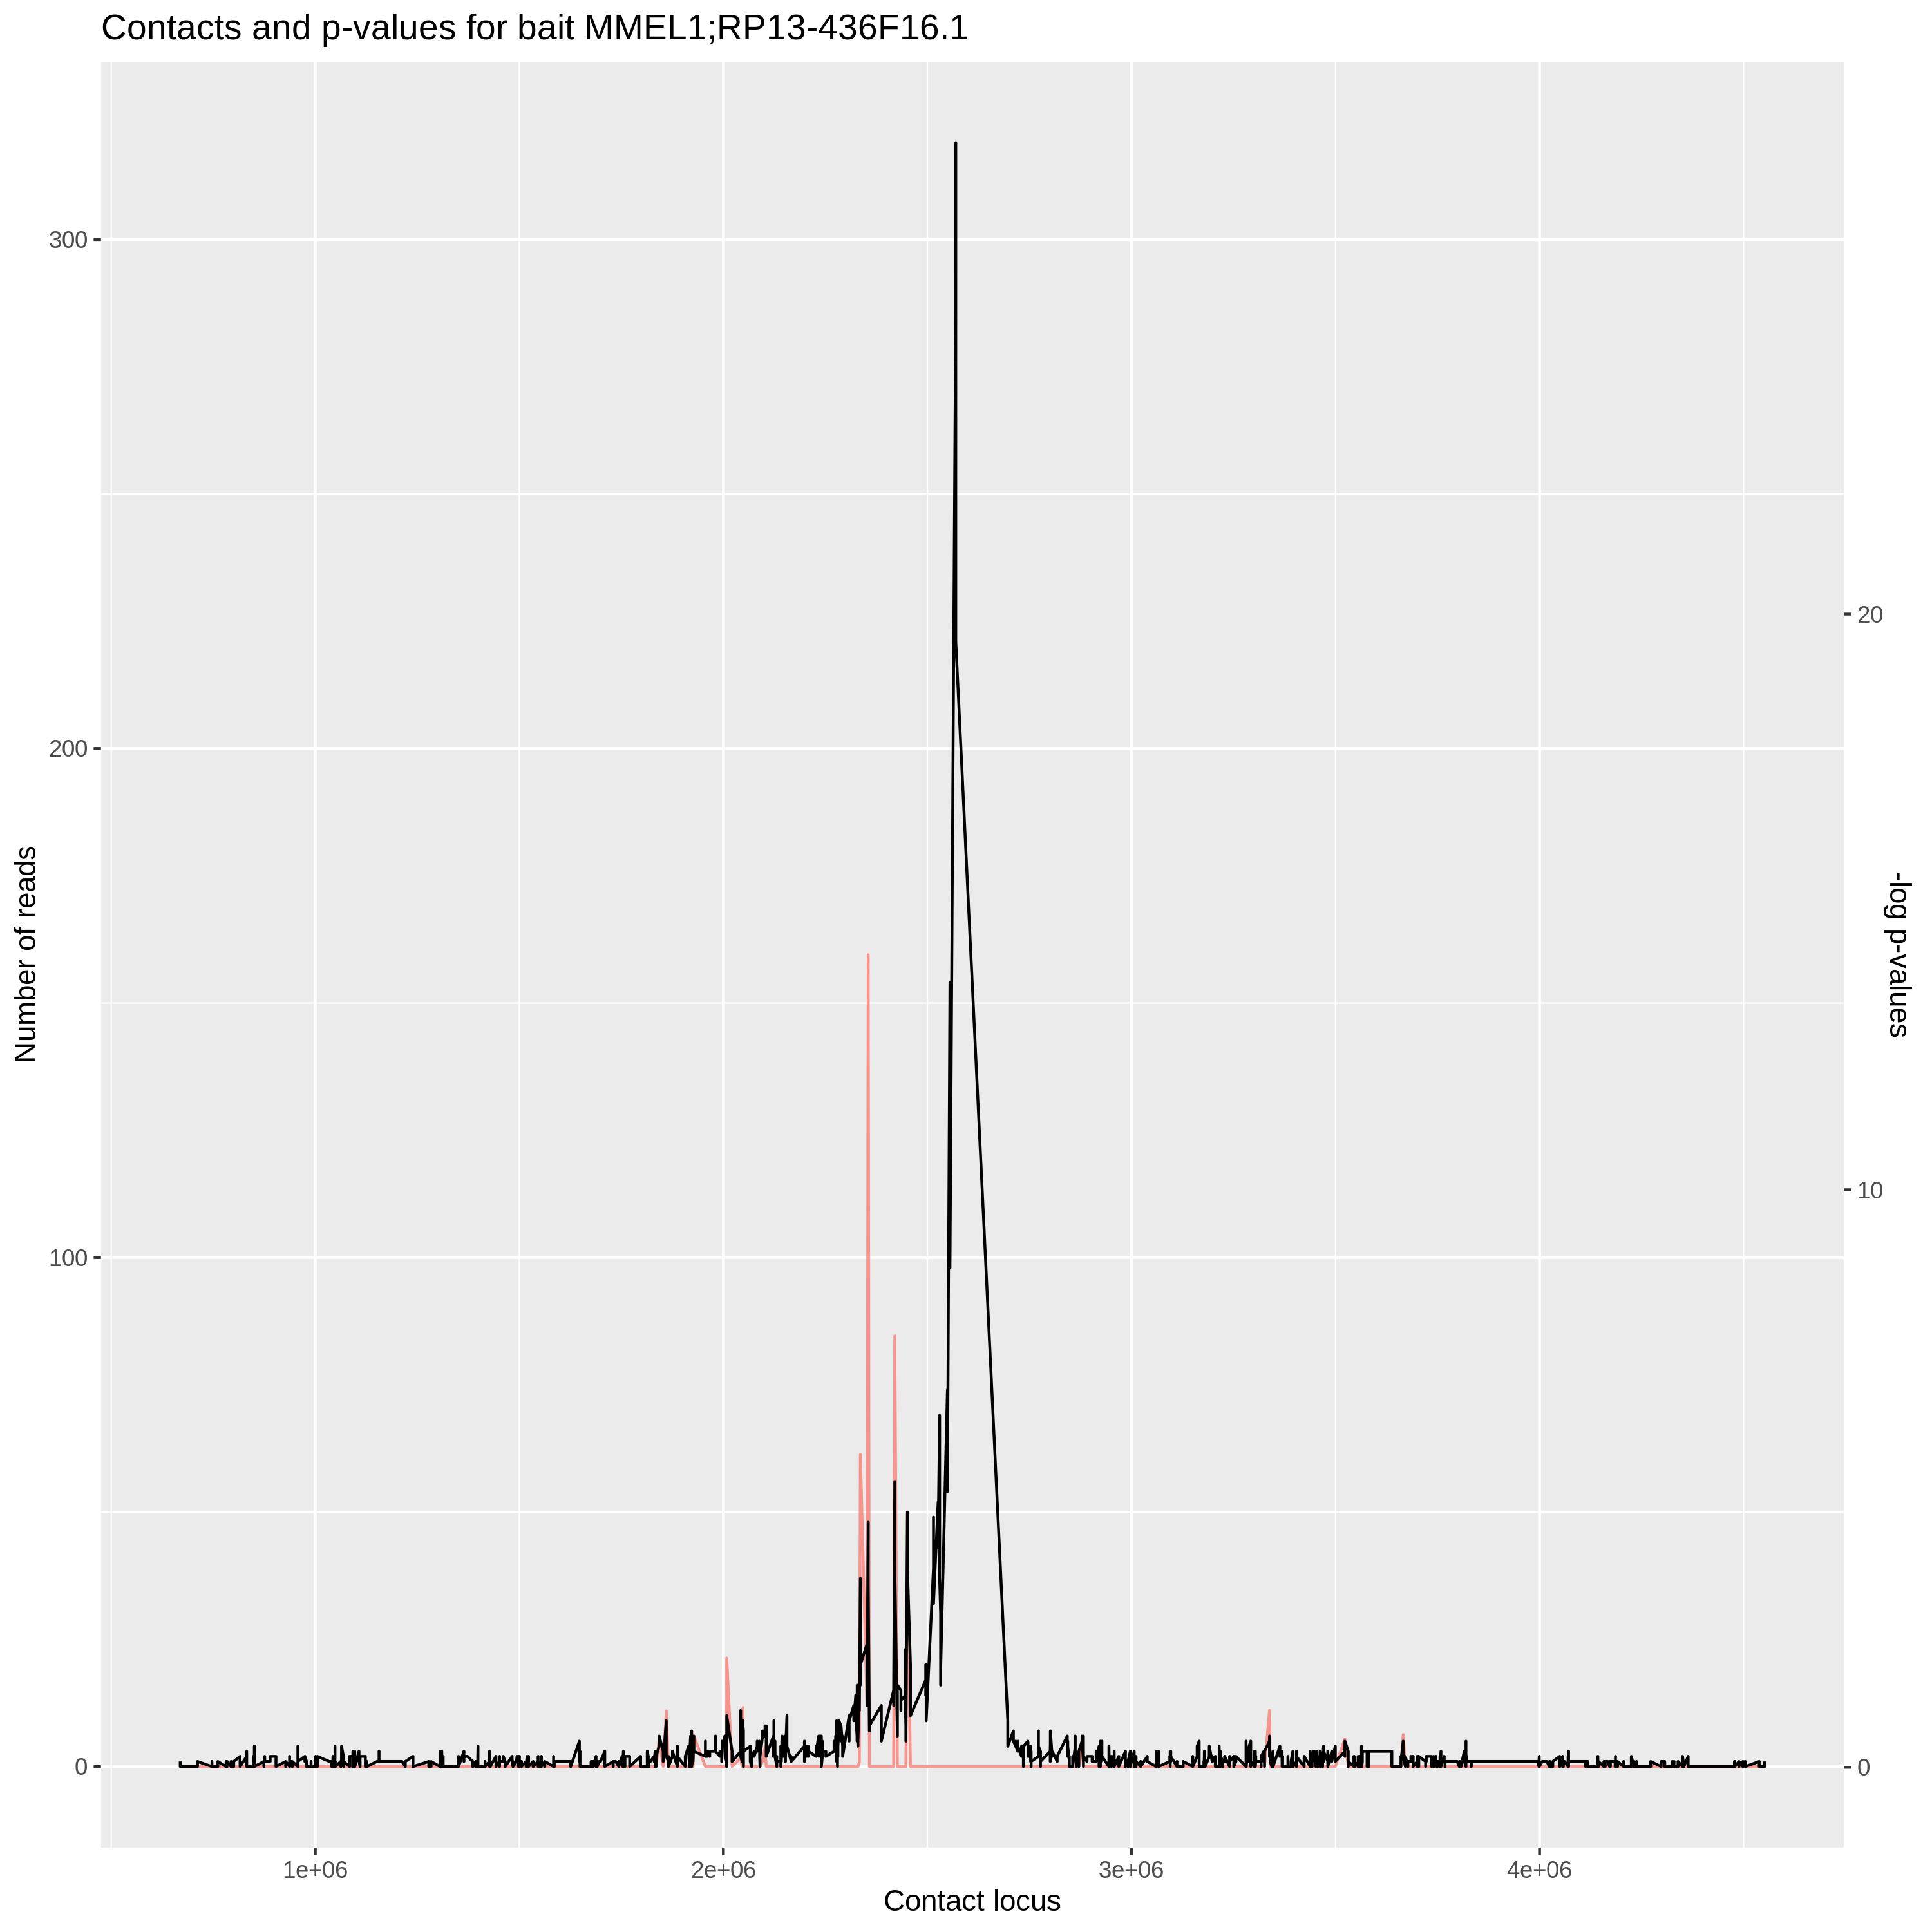 Contacts and p-values for bait MMEL1;RP13-436F16.1
300
200
100
0
Number of reads
20
10
0
-log p-values
1e+06
2e+06
3e+06
4e+06
Contact locus